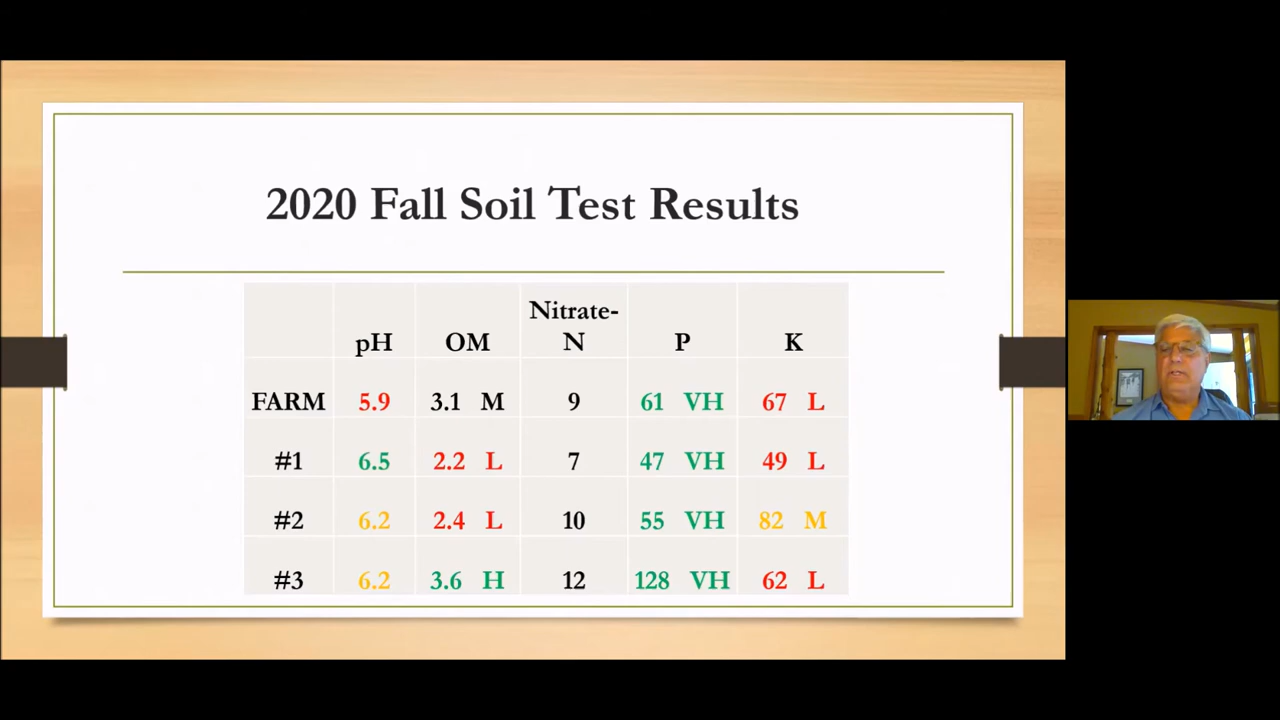 2020 Fall Soil Test Results
pH OM Nitrate-N P K
FARM 5.9 3.1 M 9 61 VH 67 L
#1 6.5 2.2 L 7 47 VH 49 L
#2 6.2 2.4 L 10 55 VH 82 M
#3 6.2 3.6 H 12 128 VH 62 L